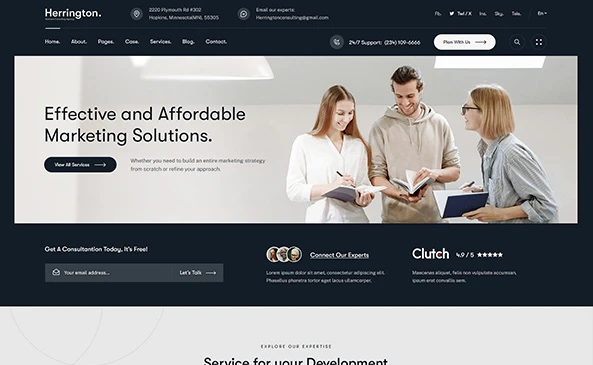 Herrington.
2220 Plymouth Rd #302
Hopkins, Minnesota(MN), 55305
Email our experts:
Herringtonconsulting@gmail.com
Fb. Twt / X Ins. Sky. Tele. En
Home. About. Pages. Case. Services. Blog. Contact.
24/7 Support: (234) 109-6666
Plan With Us
Effective and Affordable
Marketing Solutions.
View All Services
Whether you need to build an entire marketing strategy
from scratch or refine your approach.
Get A Consultantion Today, It's Free!
Your email address...
Let's Talk
Connect Our Experts
Lorem ipsum dolor sit amet, consectetur adipiscing elit.
Phasellus pharetra tortor eget lacus ullamcorper.
Clutch 4.9 / 5
Maecenas aliquet, felis non vulputate accumsan,
ipsum erat convallis sem.
EXPLORE OUR EXPERTISE
Service for your Development